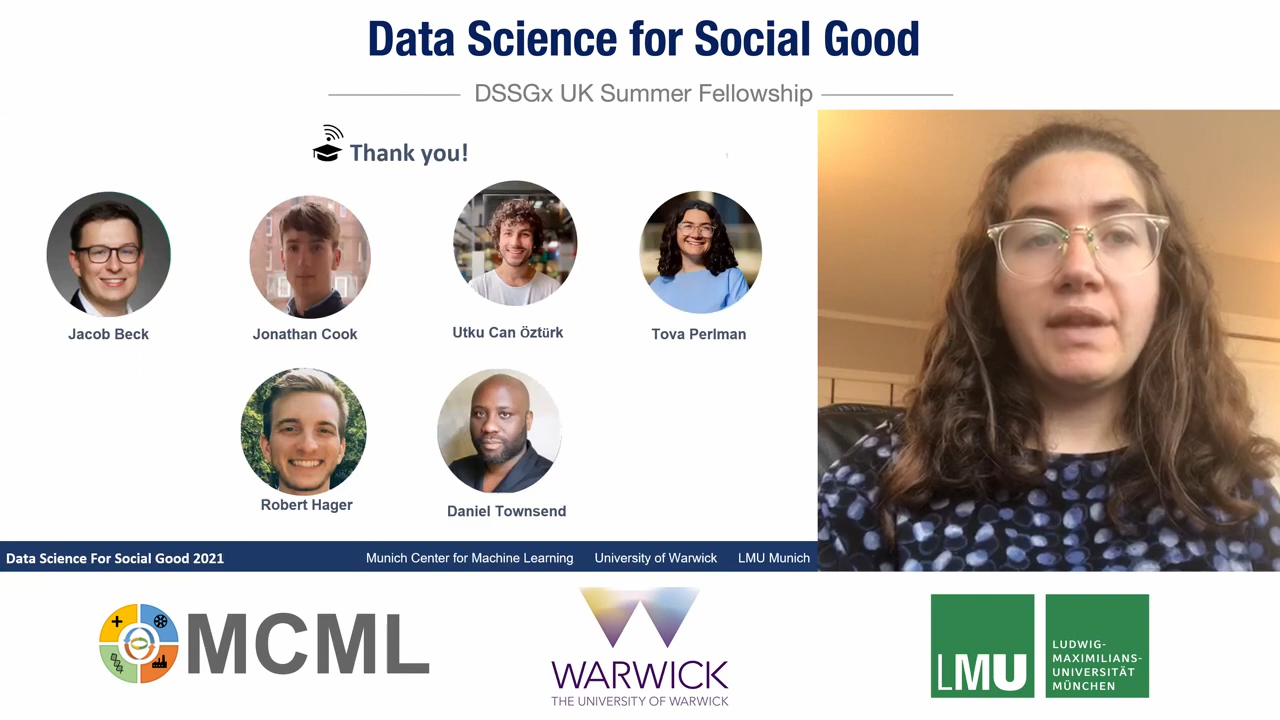 Data Science for Social Good
DSSGx UK Summer Fellowship
Thank you!
Jacob Beck
Jonathan Cook
Utku Can Öztürk
Tova Perlman
Robert Hager
Daniel Townsend
Data Science For Social Good 2021 Munich Center for Machine Learning University of Warwick LMU Munich
MCML
WARWICK
THE UNIVERSITY OF WARWICK
LMU
LUDWIG-
MAXIMILIANS-
UNIVERSITÄT
MÜNCHEN